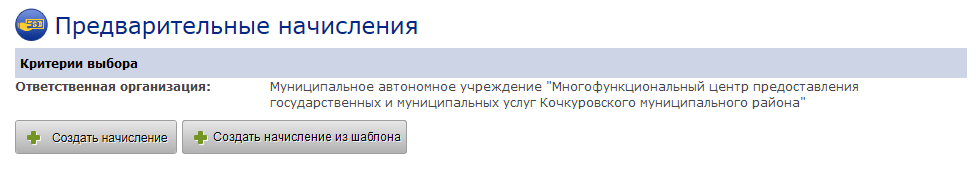 Предварительные начисления
Критерии выбора
Ответственная организация: Муниципальное автономное учреждение "Многофункциональный центр предоставления
государственных и муниципальных услуг Кочкуровского муниципального района"
Создать начисление Создать начисление из шаблона